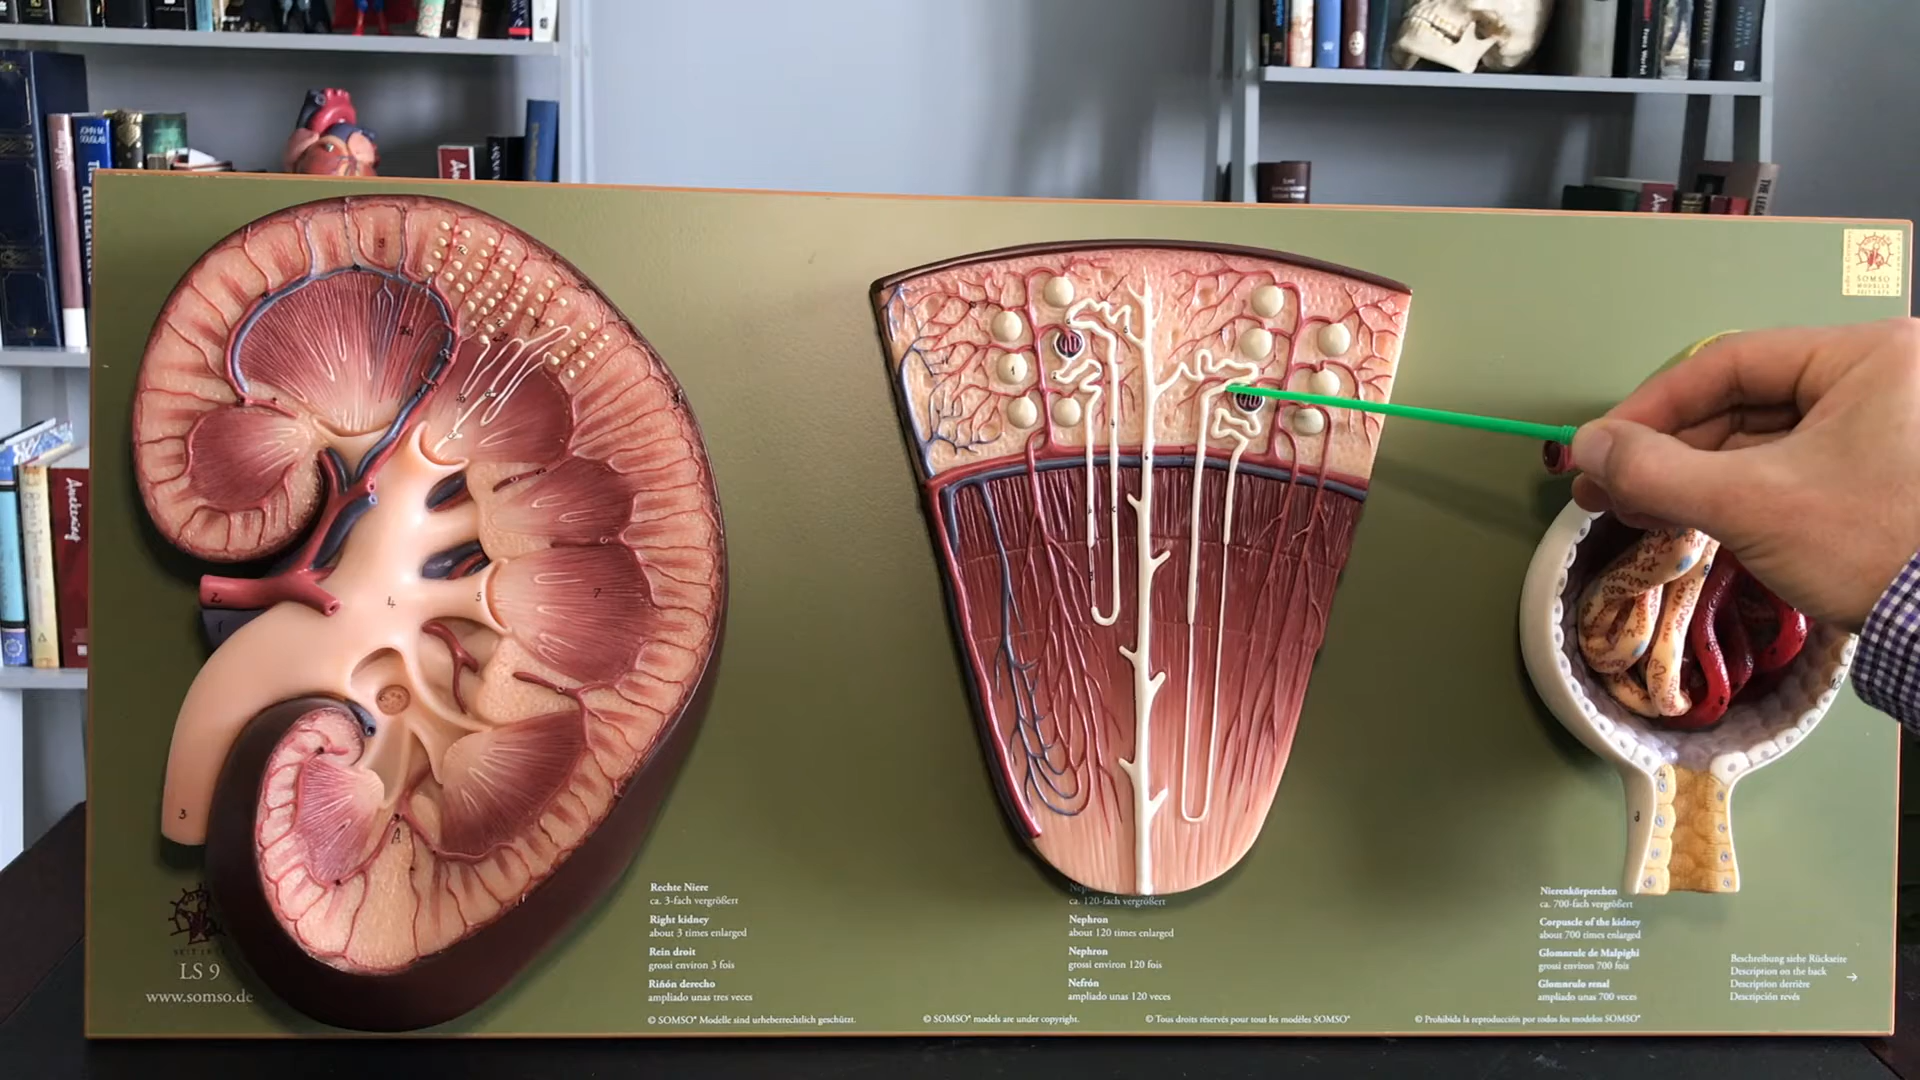 JOHN M.
DOUGLAS
Awakening
SOMSO
LS 9
www.somso.de
Rechte Niere
ca. 3-fach vergrößert
Right kidney
about 3 times enlarged
Rein droit
grossi environ 3 fois
Riñón derecho
ampliado unas tres veces
© SOMSO® Modelle sind urheberrechtlich geschützt.
ca. 120-fach vergrößert
Nephron
about 120 times enlarged
Nephron
grossi environ 120 fois
Nefrón
ampliado unas 120 veces
© SOMSO® models are under copyright.
© Tous droits réservés pour tous les modèles SOMSO®
Nierenkörperchen
ca. 700-fach vergrößert
Corpuscle of the kidney
about 700 times enlarged
Glomérule de Malpighi
grossi environ 700 fois
Glomérulo renal
ampliado unas 700 veces
© Prohibida la reproducción por todos los modelos SOMSO®
Beschreibung siehe Rückseite
Description on the back
Description derrière
Descripción revés